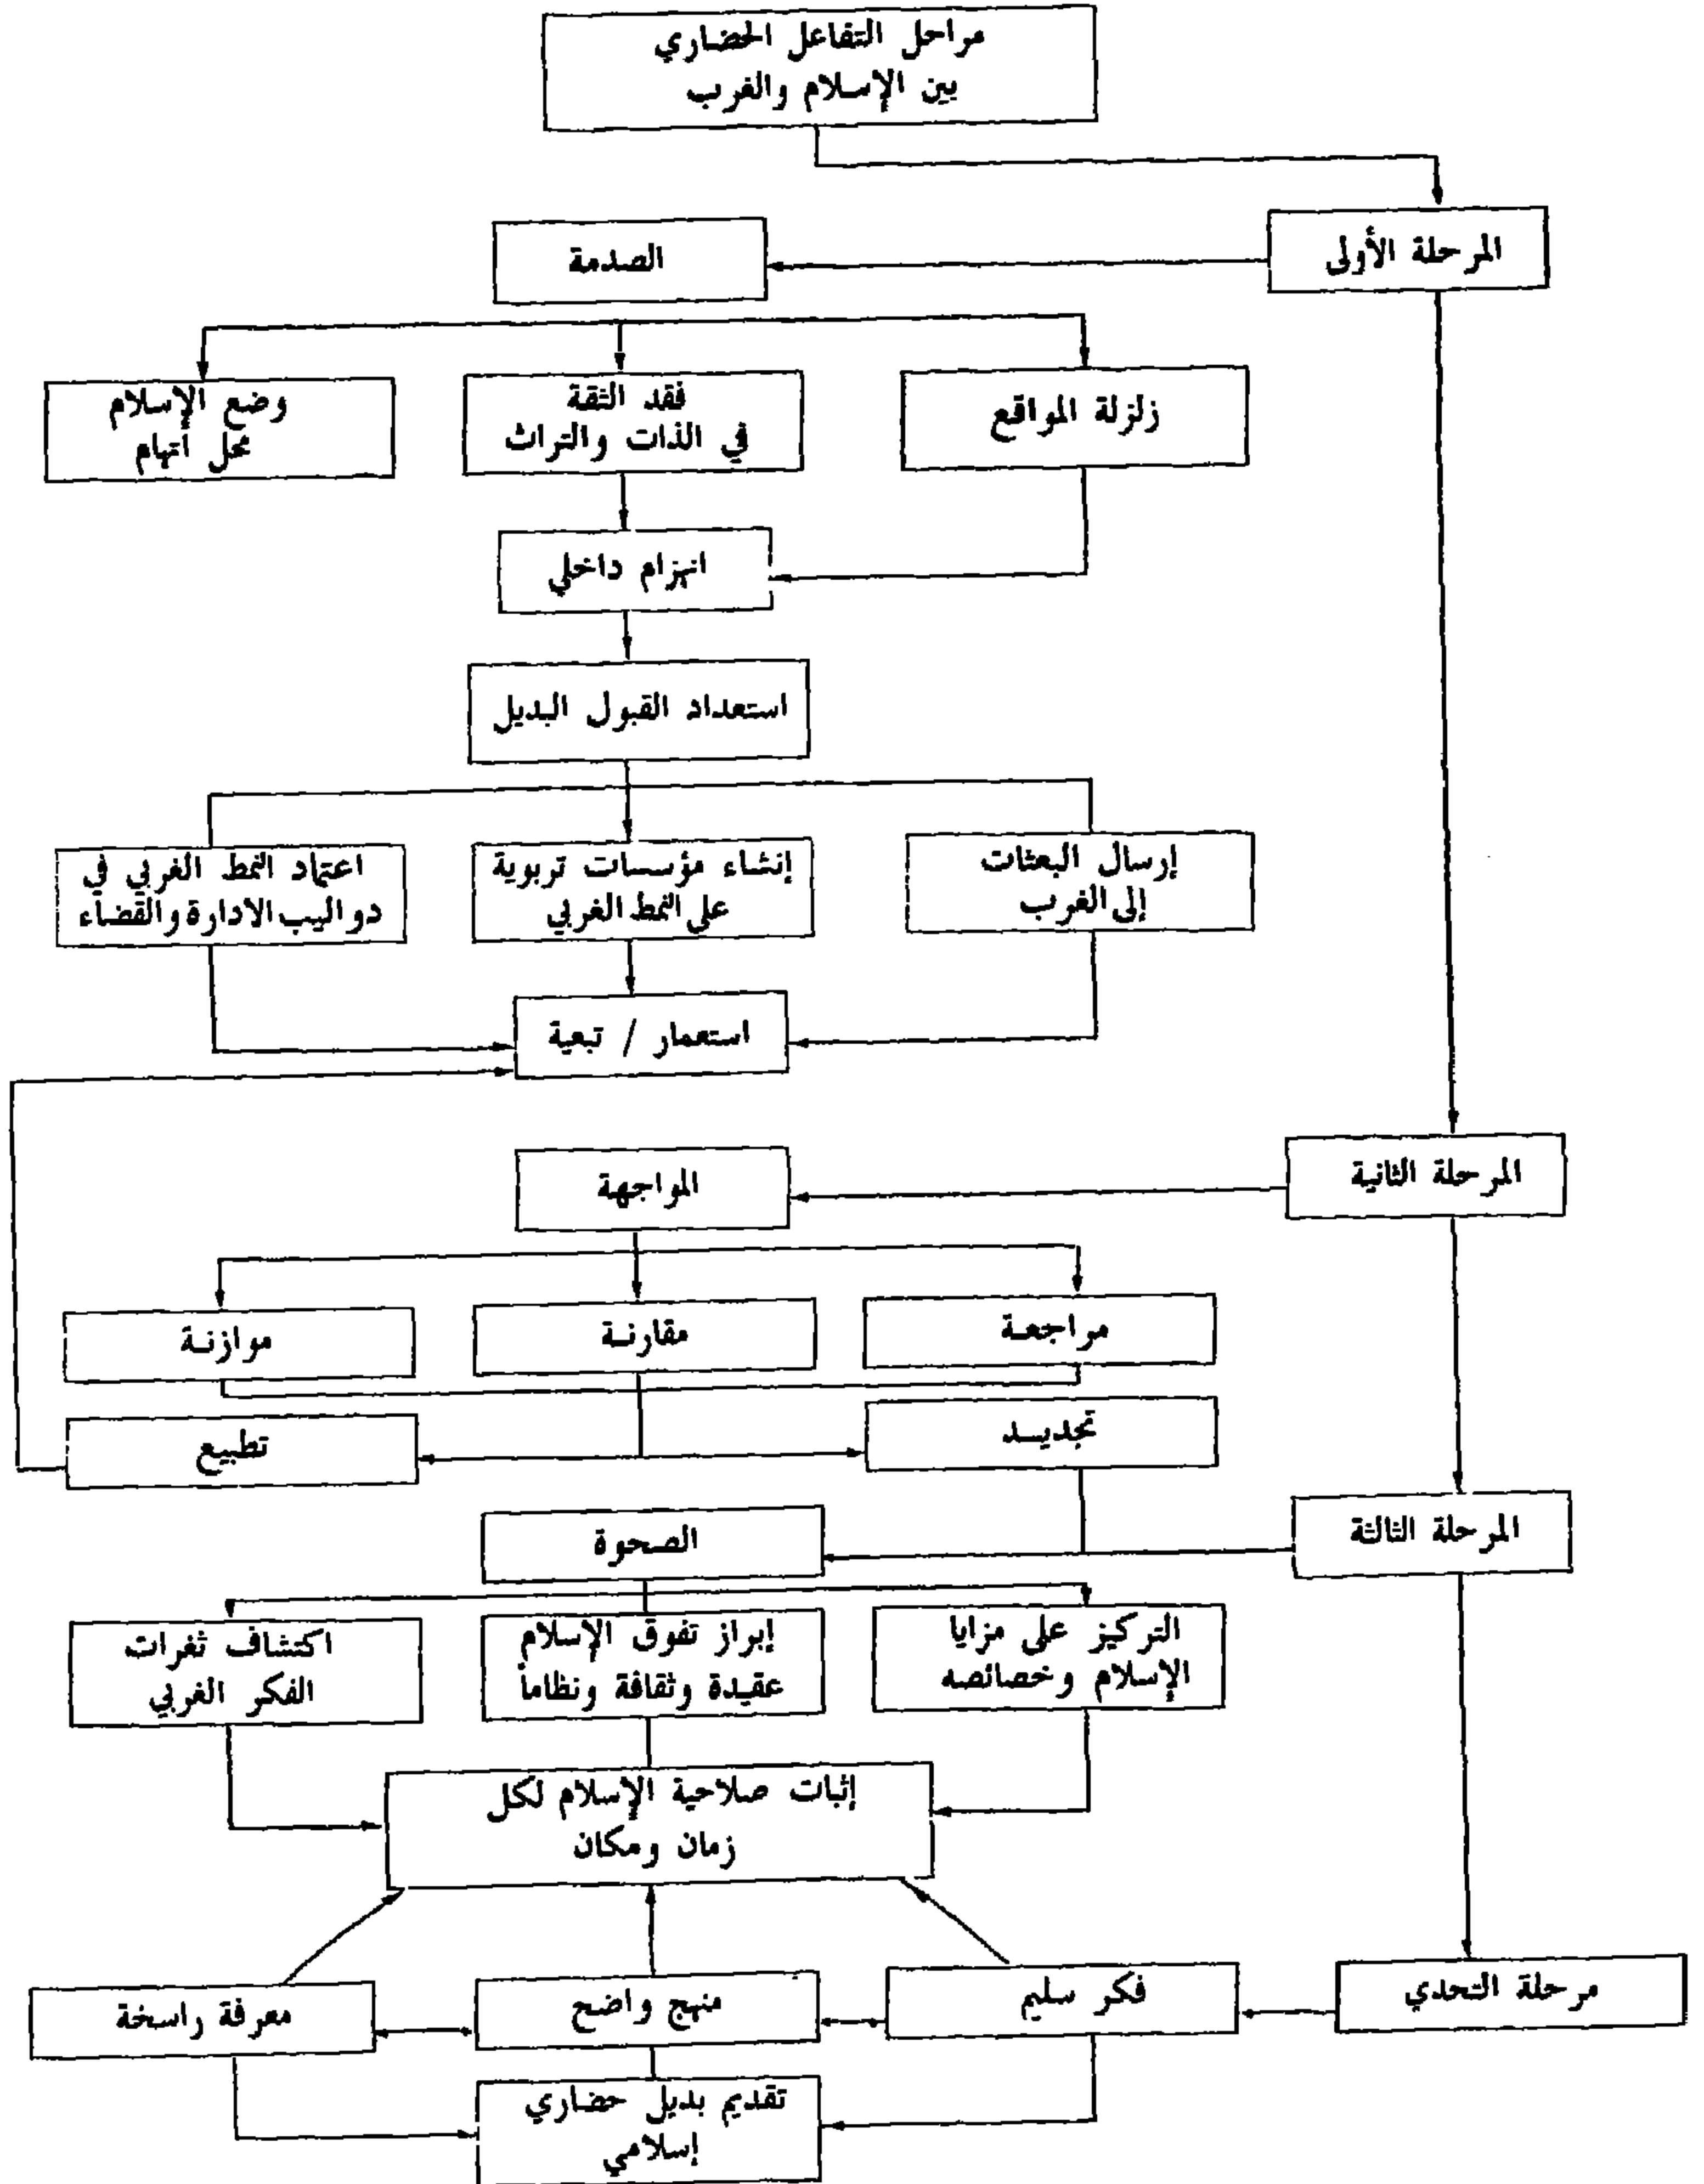 مراحل التفاعل الحضاري
بين الإسلام والغرب
المرحلة الأولى
الصدمة
زلزلة المواقع
فقد الثقة
في الذات والتراث
وضع الإسلام
محل اتهام
انهزام داخلي
استعداد القبول البديل
إرسال البعثات
إلى الغرب
إنشاء مؤسسات تربوية
على النمط الغربي
اعتماد النمط الغربي في
دواليب الادارة والقضاء
استعمار / تبعية
المرحلة الثانية
المواجهة
مراجعـة
مقارنـة
موازنـة
تجديـد
تطبيع
المرحلة الثالثة
الصحوة
التركيز على مزايا
الإسلام وخصائصه
إبراز تفوق الإسلام
عقيدة وثقافة ونظاماً
اكتشاف ثغرات
الفكر الغربي
إثبات صلاحية الإسلام لكل
زمان ومكان
مرحلة التحدي
فكر سليم
منهج واضح
معرفة راسخة
تقديم بديل حضاري
إسلامي